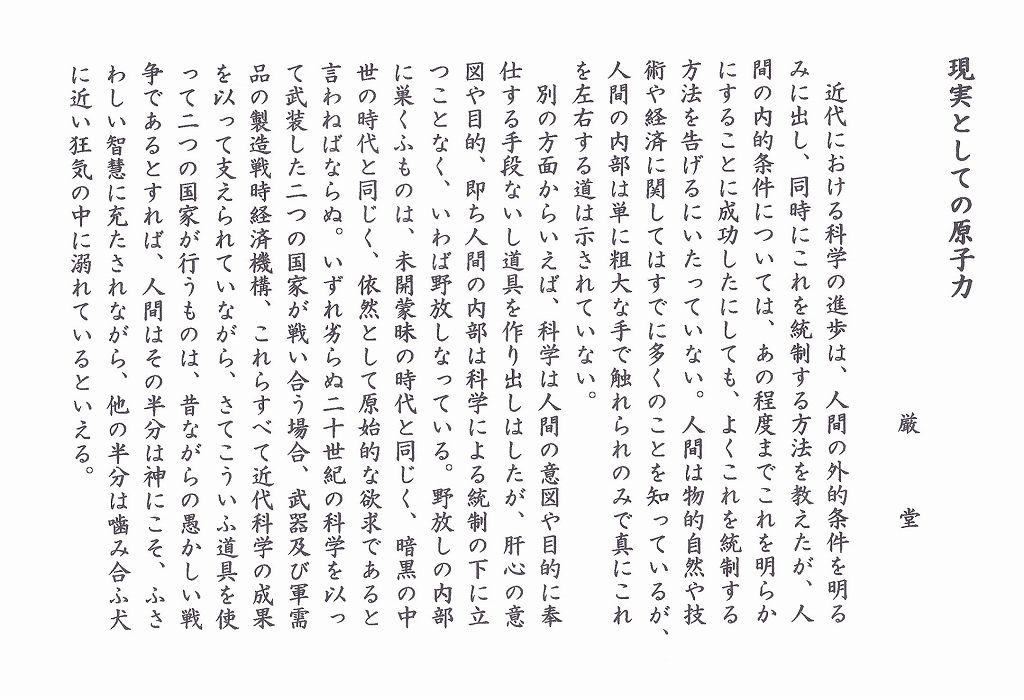 現実としての原子力
厳堂
近代における科学の進歩は、人間の外的条件を明る
みに出し、同時にこれを統制する方法を教えたが、人
間の内的条件については、あの程度までこれを明らか
にすることに成功したにしても、よくこれを統制する
方法を告げるにいたっていない。人間は物的自然や技
術や経済に関してはすでに多くのことを知っているが、
人間の内部は単に粗大な手で触れられのみで真にこれ
を左右する道は示されていない。
別の方面からいえば、科学は人間の意図や目的に奉
仕する手段ないし道具を作り出しはしたが、肝心の意
図や目的、即ち人間の内部は科学による統制の下に立
つことなく、いわば野放しなっている。野放しの内部
に巣くふものは、未開蒙昧の時代と同じく、暗黒の中
世の時代と同じく、依然として原始的な欲求であると
言わねばならぬ。いずれ劣らぬ二十世紀の科学を以っ
て武装した二つの国家が戦い合う場合、武器及び軍需
品の製造戦時経済機構、これらすべて近代科学の成果
を以って支えられていながら、さてこういふ道具を使
って二つの国家が行うものは、昔ながらの愚かしい戦
争であるとすれば、人間はその半分は神にこそ、ふさ
わしい智慧に充たされながら、他の半分は噛み合ふ犬
に近い狂気の中に溺れているといえる。